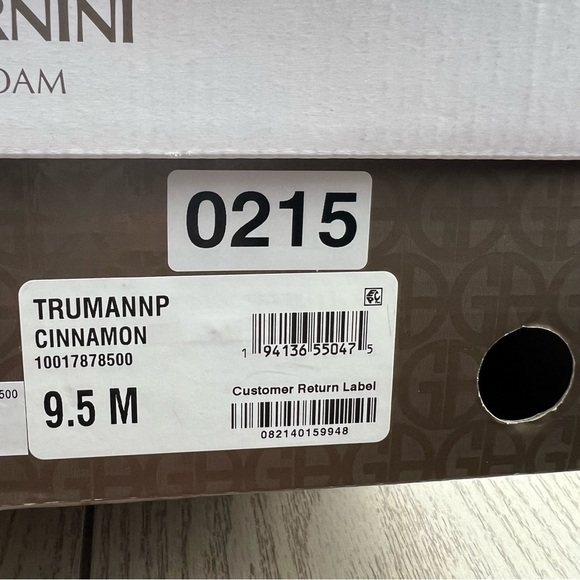 RNINI
DAM
0215
TRUMANNP
CINNAMON
10017878500
9.5 M
1 94136 55047 5
Customer Return Label
082140159948
500